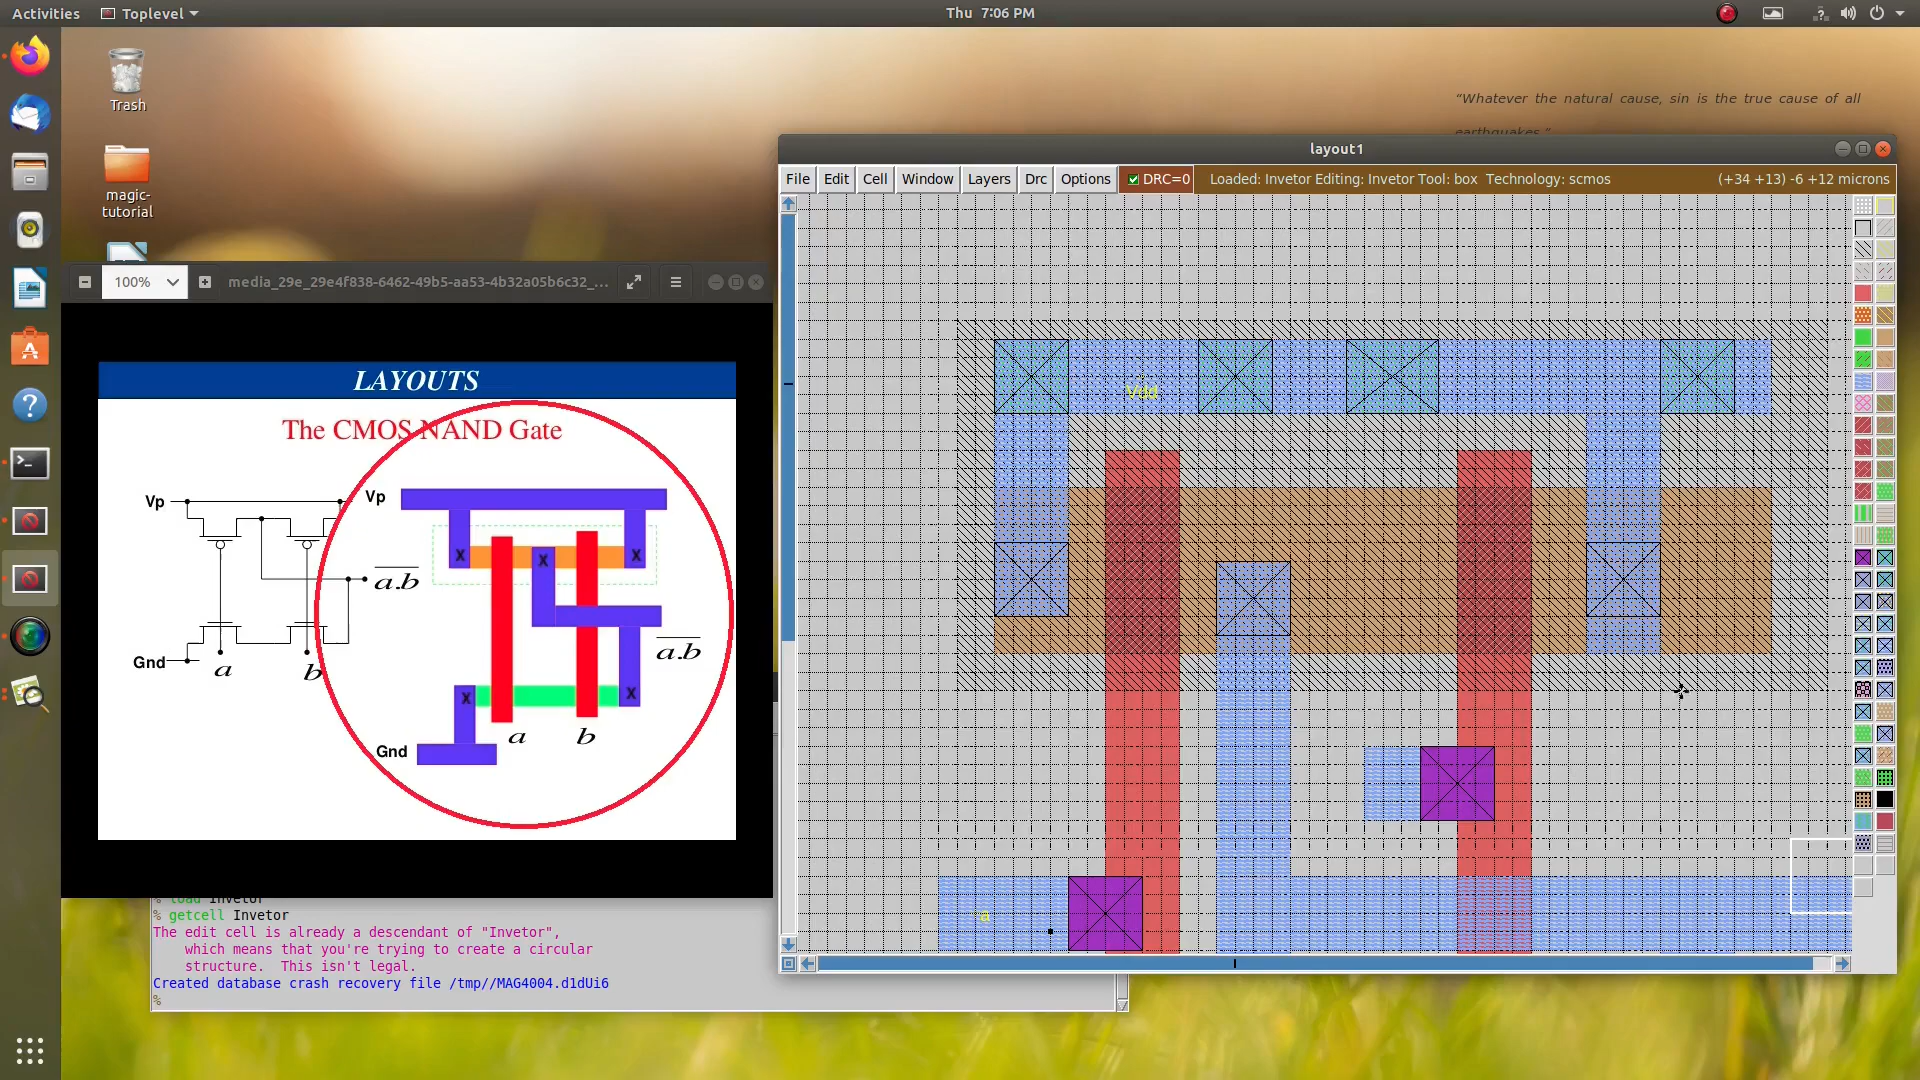 Activities
Toplevel
Thu 7:06 PM
Trash
magic-
tutorial
“Whatever the natural cause, sin is the true cause of all
earthquakes.”
layout1
File Edit Cell Window Layers Drc Options DRC=0 Loaded: Invetor Editing: Invetor Tool: box Technology: scmos (+34 +13) -6 +12 microns
Vdd
a
100%
media_29e_29e4f838-6462-49b5-aa53-4b32a05b6c32_...
LAYOUTS
The CMOS NAND Gate
Vp
Vp
X X X
a.b
a.b
Gnd
a b
X X
a b
Gnd
% load Invetor
% getcell Invetor
The edit cell is already a descendant of "Invetor",
which means that you're trying to create a circular
structure. This isn't legal.
Created database crash recovery file /tmp//MAG4004.d1dUi6
%